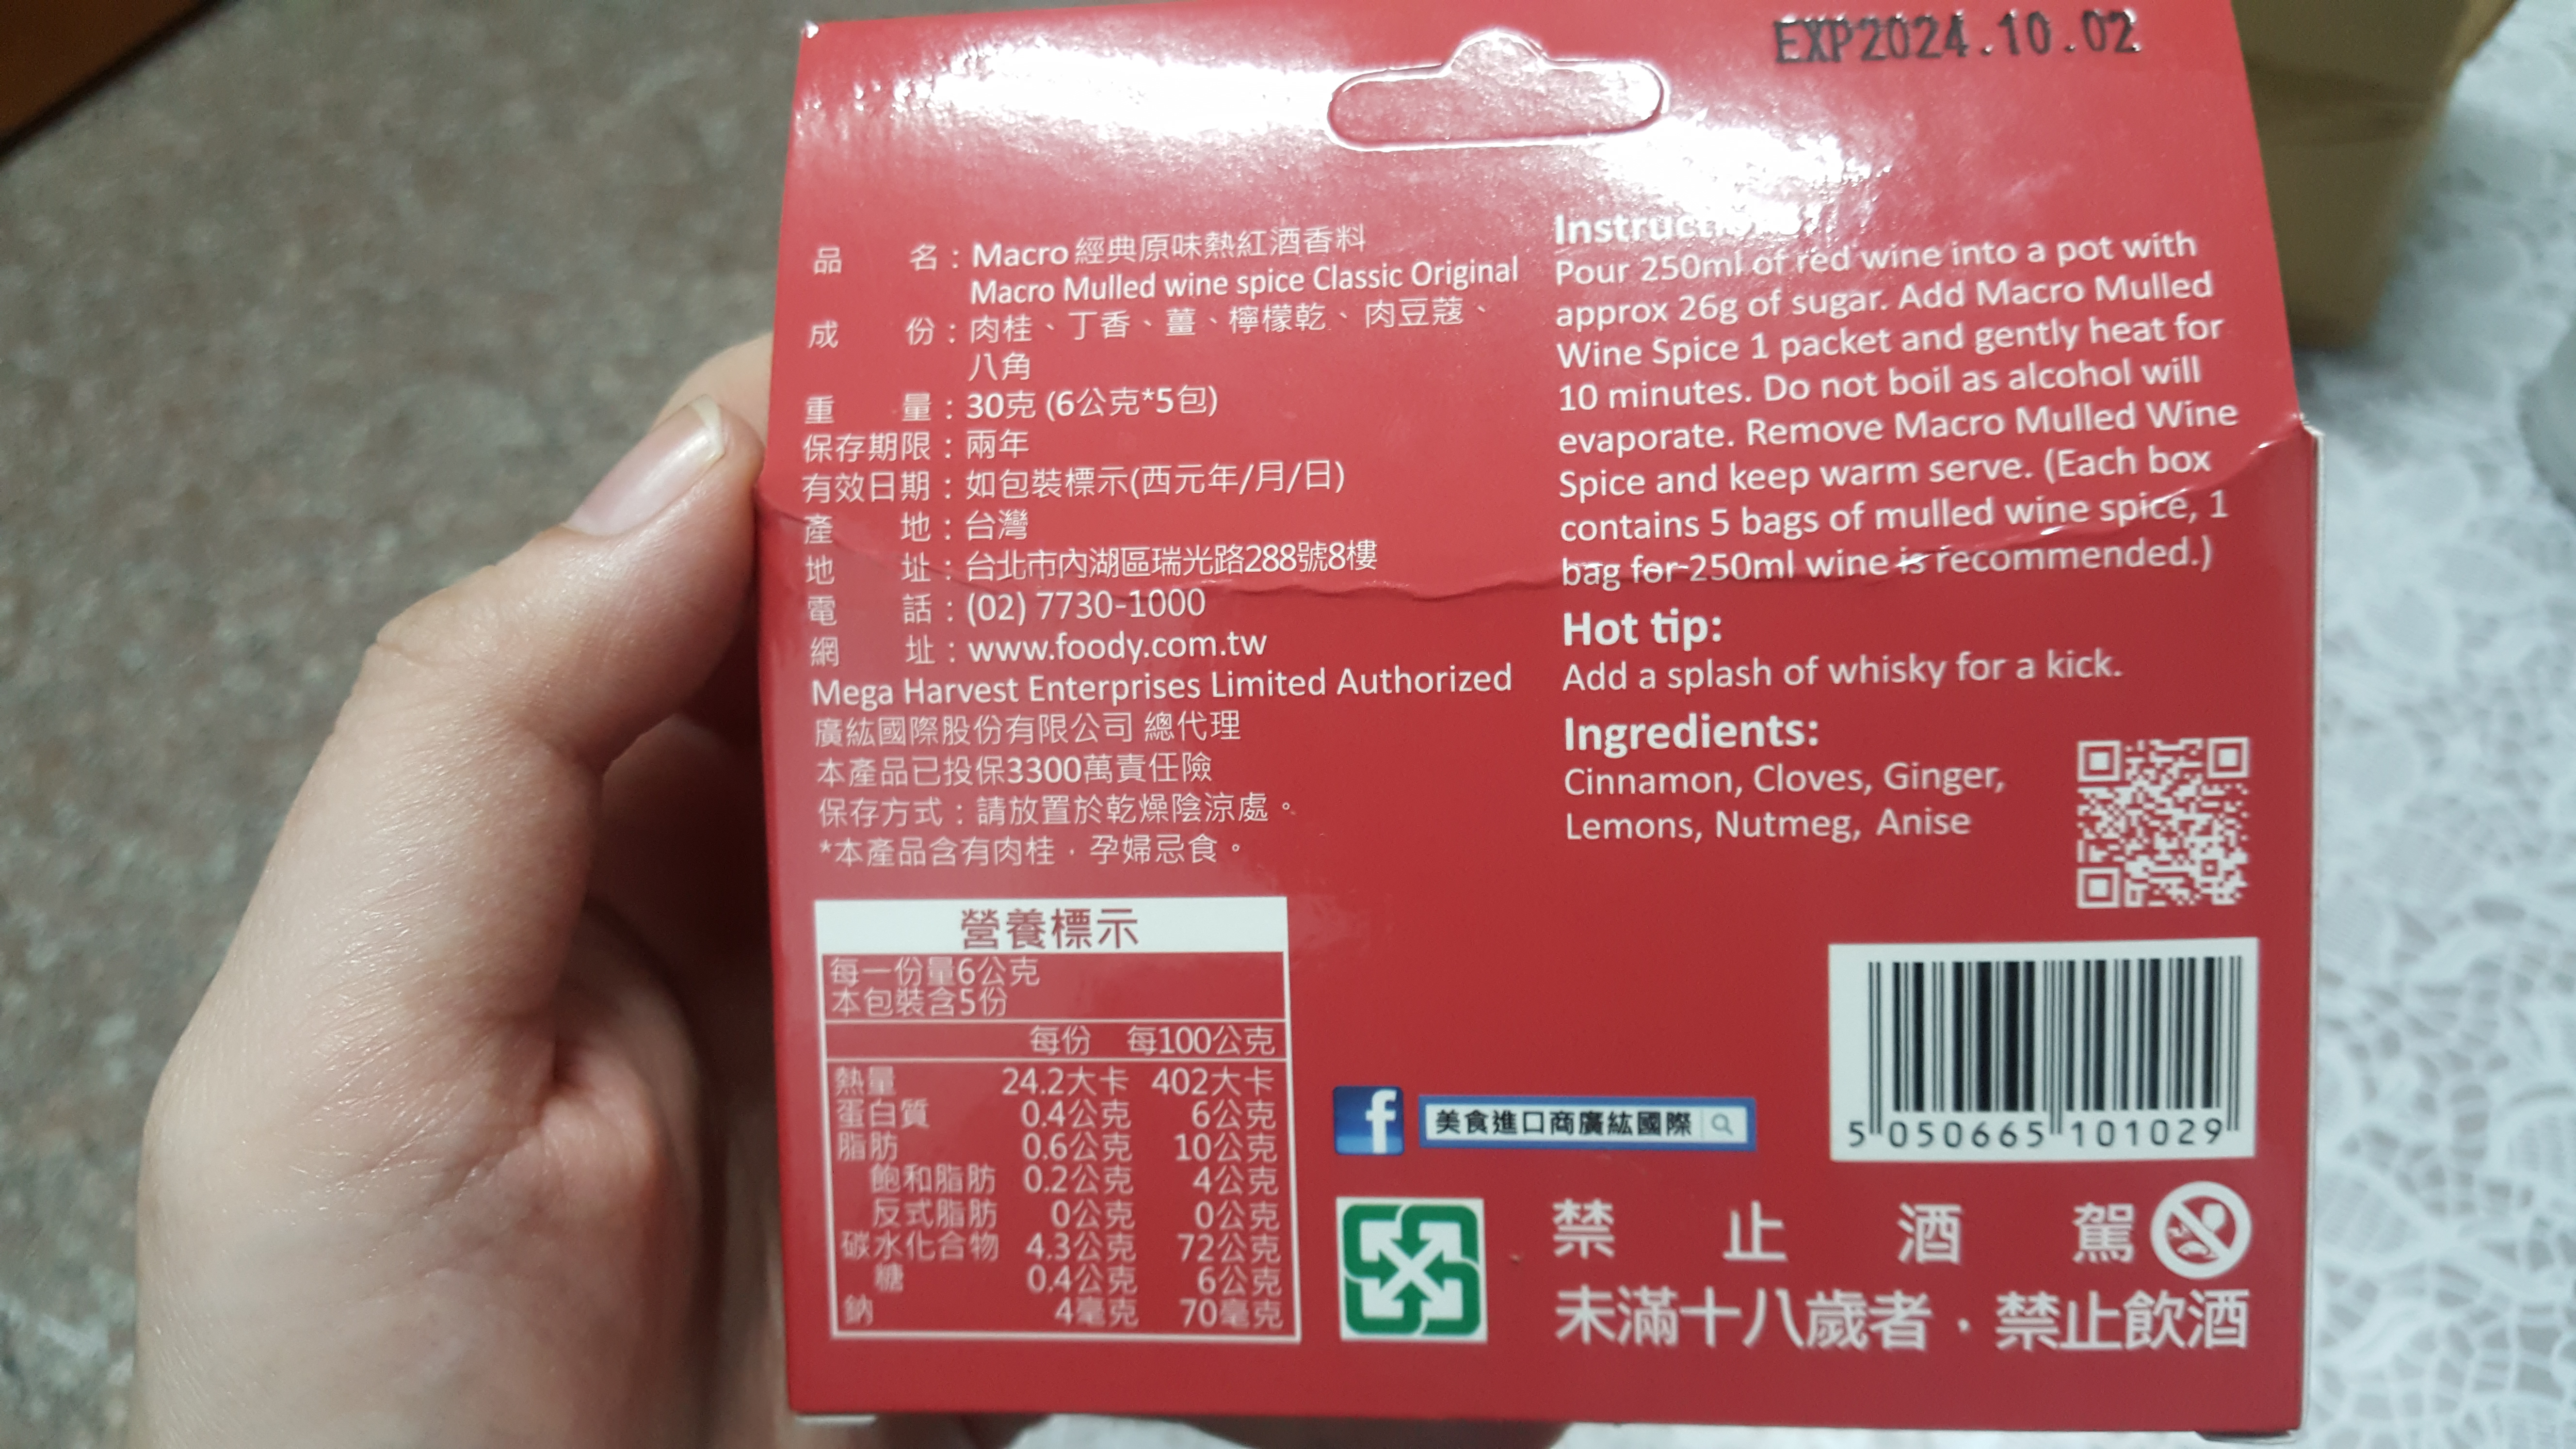 EXP2024.10.02
品 名：Macro 經典原味熱紅酒香料
Macro Mulled wine spice Classic Original
成 份：肉桂、丁香、薑、檸檬乾、肉豆蔻、
八角
重 量：30克 (6公克*5包)
保存期限：兩年
有效日期：如包裝標示(西元年/月/日)
產 地：台灣
地 址：台北市內湖區瑞光路288號8樓
電 話：(02) 7730-1000
網 址：www.foody.com.tw
Mega Harvest Enterprises Limited Authorized
廣紘國際股份有限公司 總代理
本產品已投保3300萬責任險
保存方式：請放置於乾燥陰涼處。
*本產品含有肉桂，孕婦忌食。
營養標示
每一份量6公克
本包裝含5份
每份 每100公克
熱量 24.2大卡 402大卡
蛋白質 0.4公克 6公克
脂肪 0.6公克 10公克
飽和脂肪 0.2公克 4公克
反式脂肪 0公克 0公克
碳水化合物 4.3公克 72公克
糖 0.4公克 6公克
鈉 4毫克 70毫克
Pour 250ml of red wine into a pot with
approx 26g of sugar. Add Macro Mulled
Wine Spice 1 packet and gently heat for
10 minutes. Do not boil as alcohol will
evaporate. Remove Macro Mulled Wine
Spice and keep warm serve. (Each box
contains 5 bags of mulled wine spice, 1
bag for 250ml wine is recommended.)
Hot tip:
Add a splash of whisky for a kick.
Ingredients:
Cinnamon, Cloves, Ginger,
Lemons, Nutmeg, Anise
5 050665 101029
f 美食進口商廣紘國際
禁止酒駕
未滿十八歲者，禁止飲酒